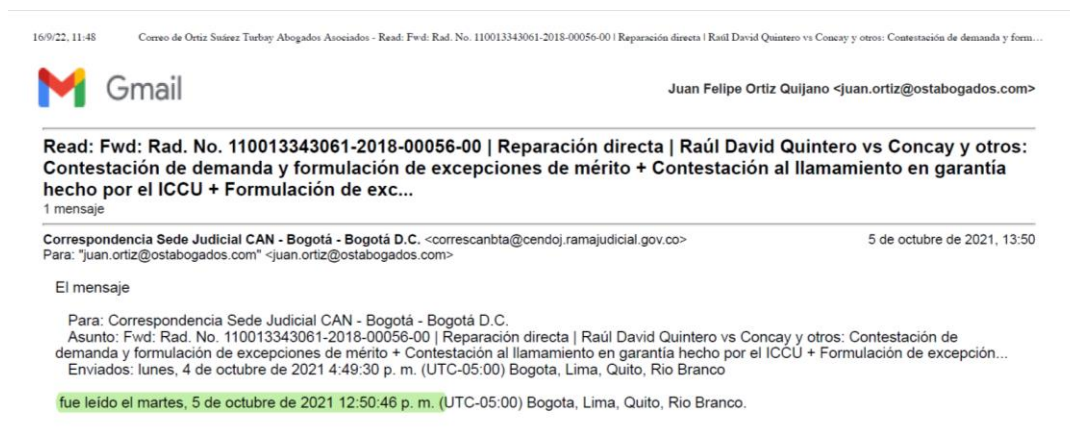 16/9/22, 11:48 Correo de Ortiz Suárez Turbay Abogados Asociados - Read: Fwd: Rad. No. 110013343061-2018-00056-00 | Reparación directa | Raúl David Quintero vs Concay y otros: Contestación de demanda y form...
Gmail
Juan Felipe Ortiz Quijano <juan.ortiz@ostabogados.com>
Read: Fwd: Rad. No. 110013343061-2018-00056-00 | Reparación directa | Raúl David Quintero vs Concay y otros:
Contestación de demanda y formulación de excepciones de mérito + Contestación al llamamiento en garantía
hecho por el ICCU + Formulación de exc...
1 mensaje
Correspondencia Sede Judicial CAN - Bogotá - Bogotá D.C. <correscanbta@cendoj.ramajudicial.gov.co> 5 de octubre de 2021, 13:50
Para: "juan.ortiz@ostabogados.com" <juan.ortiz@ostabogados.com>
El mensaje
Para: Correspondencia Sede Judicial CAN - Bogotá - Bogotá D.C.
Asunto: Fwd: Rad. No. 110013343061-2018-00056-00 | Reparación directa | Raúl David Quintero vs Concay y otros: Contestación de
demanda y formulación de excepciones de mérito + Contestación al llamamiento en garantía hecho por el ICCU + Formulación de excepción...
Enviados: lunes, 4 de octubre de 2021 4:49:30 p. m. (UTC-05:00) Bogota, Lima, Quito, Rio Branco
fue leído el martes, 5 de octubre de 2021 12:50:46 p. m. (UTC-05:00) Bogota, Lima, Quito, Rio Branco.